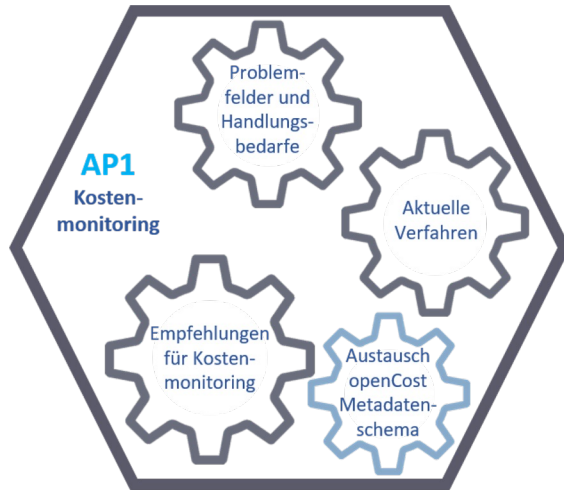 Problem-
felder und
Handlungs-
bedarfe
AP1
Kosten-
monitoring
Aktuelle
Verfahren
Empfehlungen
für Kosten-
monitoring
Austausch
openCost
Metadaten-
schema